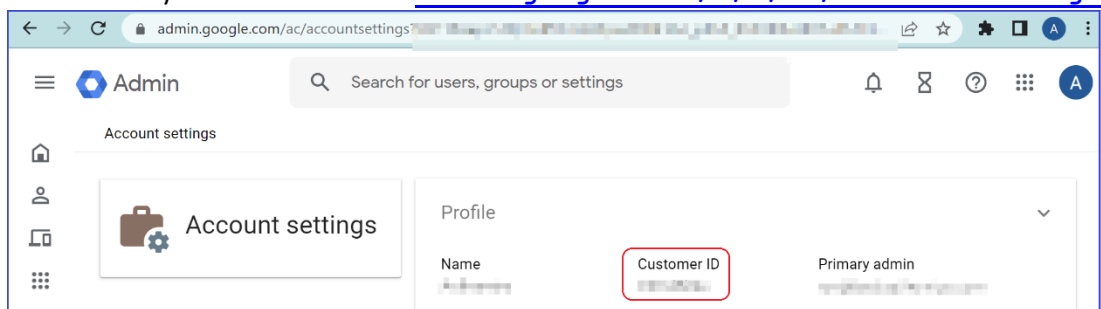 admin.google.com/ac/accountsettings?
Admin
Search for users, groups or settings
A
A
Account settings
Account settings
Profile
Name
Customer ID
Primary admin